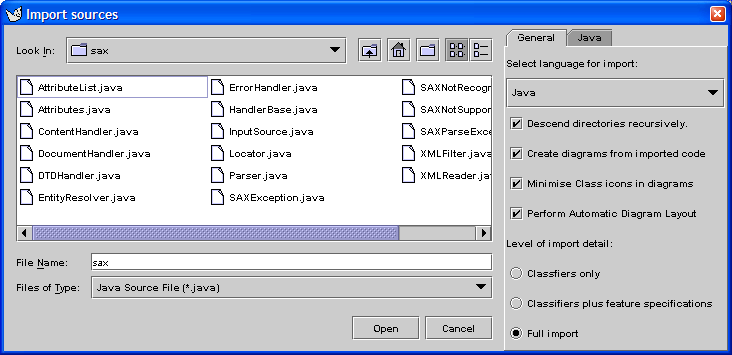 Import sources
Look In: sax
AttributeList.java
Attributes.java
ContentHandler.java
DocumentHandler.java
DTDHandler.java
EntityResolver.java
ErrorHandler.java
HandlerBase.java
InputSource.java
Locator.java
Parser.java
SAXException.java
SAXNotRecogn
SAXNotSuppor
SAXParseExce
XMLFilter.java
XMLReader.java
File Name: sax
Files of Type: Java Source File (*.java)
Open Cancel
General Java
Select language for import:
Java
Descend directories recursively.
Create diagrams from imported code
Minimise Class icons in diagrams
Perform Automatic Diagram Layout
Level of import detail:
Classfiers only
Classifiers plus feature specifications
Full import